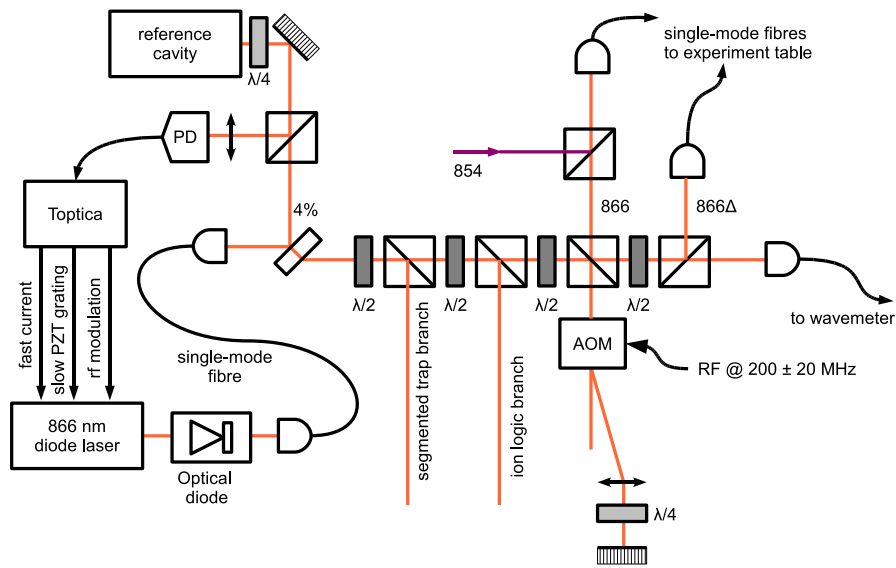 reference
cavity
λ/4
single-mode fibres
to experiment table
PD
854
Toptica
4%
866
866Δ
λ/2
λ/2
λ/2
λ/2
to wavemeter
fast current
slow PZT grating
rf modulation
single-mode
fibre
segmented trap branch
ion logic branch
AOM
RF @ 200 ± 20 MHz
866 nm
diode laser
Optical
diode
λ/4